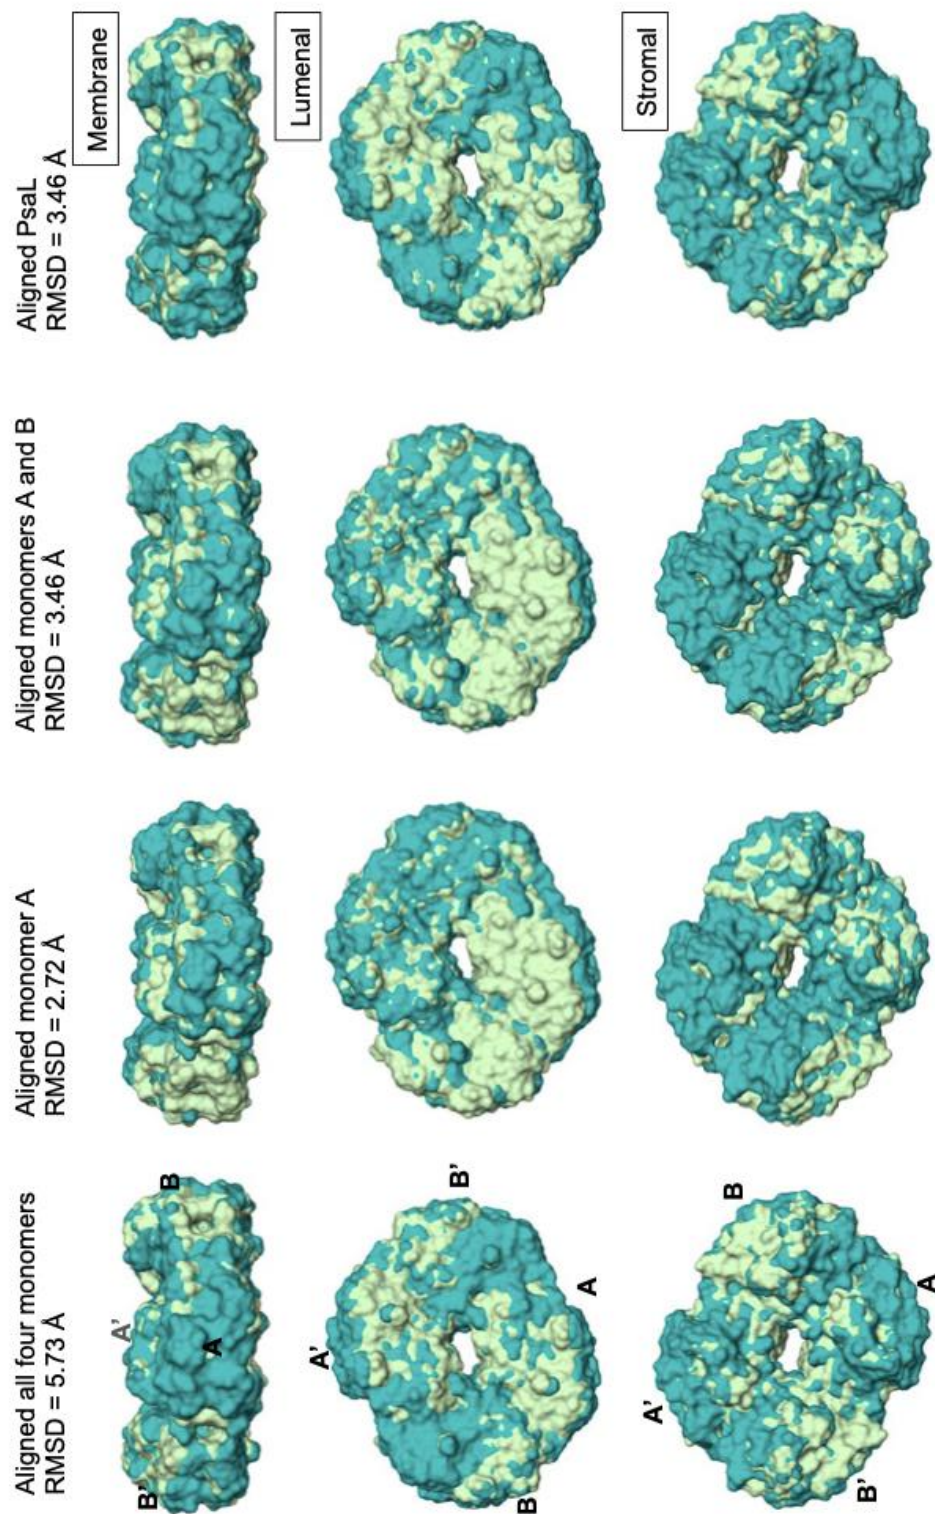 Aligned all four monomers
RMSD = 5.73 Å
Aligned monomer A
RMSD = 2.72 Å
Aligned monomers A and B
RMSD = 3.46 Å
Aligned PsaL
RMSD = 3.46 Å
B'
A'
A
B
Membrane
A'
B'
B
A
Lumenal
A'
B
B'
A
Stromal